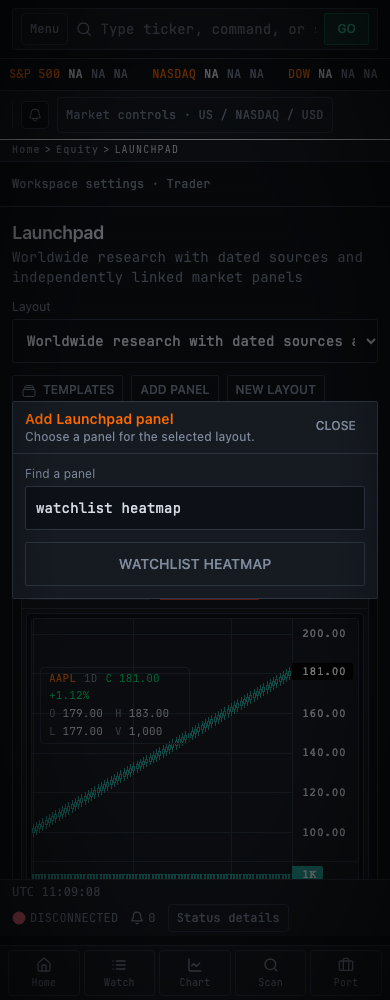 Menu Type ticker, command, or GO
S&P 500 NA NA NA NASDAQ NA NA NA DOW NA NA NA
Market controls · US / NASDAQ / USD
Home > Equity > LAUNCHPAD
Workspace settings · Trader
Launchpad
Worldwide research with dated sources and
independently linked market panels
Layout
Worldwide research with dated sources a
TEMPLATES ADD PANEL NEW LAYOUT
Add Launchpad panel
CLOSE
Choose a panel for the selected layout.
Find a panel
watchlist heatmap
WATCHLIST HEATMAP
200.00
AAPL 1D C 181.00
181.00
+1.12%
O 179.00 H 183.00
160.00
L 177.00 V 1,000
140.00
120.00
100.00
1K
UTC 11:09:08
DISCONNECTED 0 Status details
Home Watch Chart Scan Port